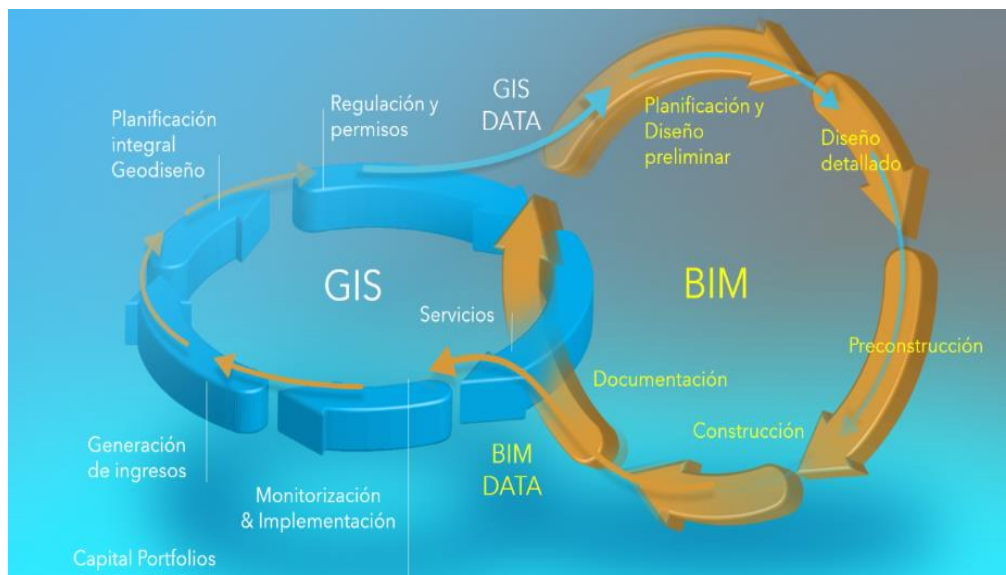 Planificación
integral
Geodiseño
Regulación y
permisos
GIS
DATA
Planificación y
Diseño
preliminar
Diseño
detallado
GIS
BIM
Servicios
Preconstrucción
Documentación
Construcción
Generación
de ingresos
BIM
DATA
Monitorización
& Implementación
Capital Portfolios